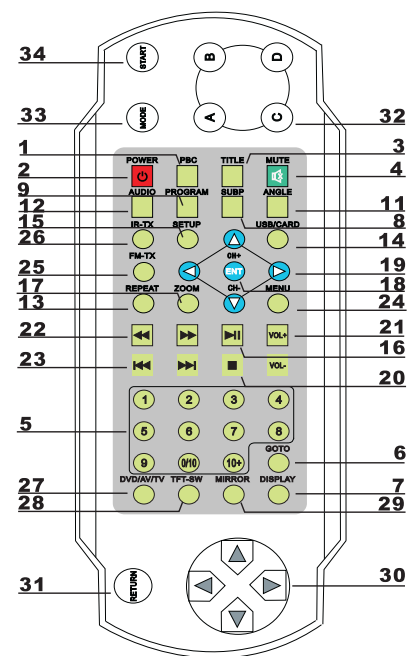 34 START B D
33 MODE A C 32
1 POWER PBC TITLE MUTE 3
2 4
9 AUDIO PROGRAM SUBP ANGLE 11
12 8
15 IR-TX SETUP CH+ USB/CARD
26 14
25 FM-TX ENT 19
18
17 REPEAT ZOOM CH- MENU
13 24
22 VOL+ 21
16
23 VOL-
20
1 2 3 4
5 5 6 7 8
GOTO
9 0/10 10+ 6
27 DVD/AV/TV TFT-SW MIRROR DISPLAY 7
28 29
31 RETURN 30